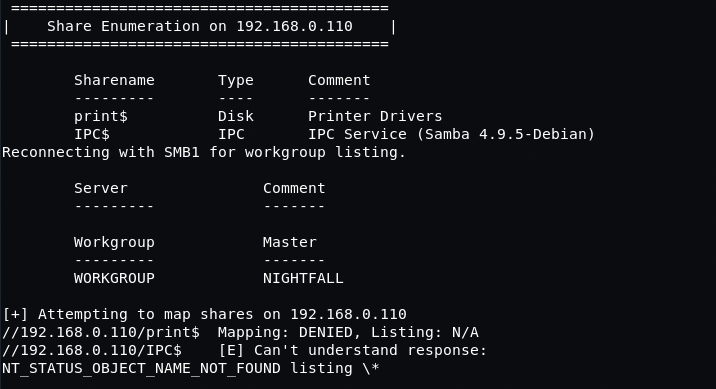 ==========================================
|    Share Enumeration on 192.168.0.110    |
==========================================
Sharename       Type      Comment
---------       ----      -------
print$          Disk      Printer Drivers
IPC$            IPC       IPC Service (Samba 4.9.5-Debian)
Reconnecting with SMB1 for workgroup listing.
Server               Comment
---------            -------
Workgroup            Master
---------            -------
WORKGROUP            NIGHTFALL
[+] Attempting to map shares on 192.168.0.110
//192.168.0.110/print$  Mapping: DENIED, Listing: N/A
//192.168.0.110/IPC$    [E] Can't understand response:
NT_STATUS_OBJECT_NAME_NOT_FOUND listing \*